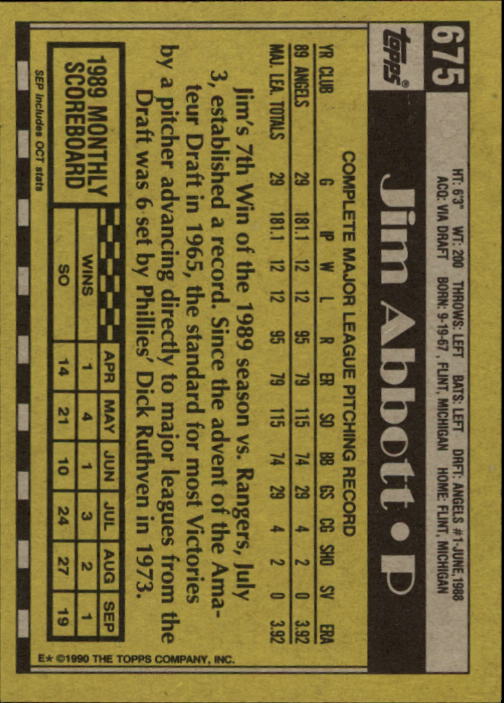 675
HT: 6'3" WT: 200 THROWS: LEFT BATS: LEFT DRFT: ANGELS #1-JUNE, 1988
ACQ: VIA DRAFT BORN: 9-19-67, FLINT, MICHIGAN HOME: FLINT, MICHIGAN
TOPPS®
Jim Abbott • P
COMPLETE MAJOR LEAGUE PITCHING RECORD
YR CLUB G IP W L R ER SO BB GS CG SHO SV ERA
89 ANGELS 29 181.1 12 12 95 79 115 74 29 4 2 0 3.92
MAJ. LEA. TOTALS 29 181.1 12 12 95 79 115 74 29 4 2 0 3.92
Jim's 7th Win of the 1989 season vs. Rangers, July
3, established a record. Since the advent of the Ama-
teur Draft in 1965, the standard for most Victories
by a pitcher advancing directly to major leagues from the
Draft was 6 set by Phillies' Dick Ruthven in 1973.
1989 MONTHLY
SCOREBOARD
APR MAY JUN JUL AUG SEP
WINS 1 4 1 3 2 1
SO 14 21 10 24 27 19
SEP includes OCT stats
E* ©1990 THE TOPPS COMPANY, INC.